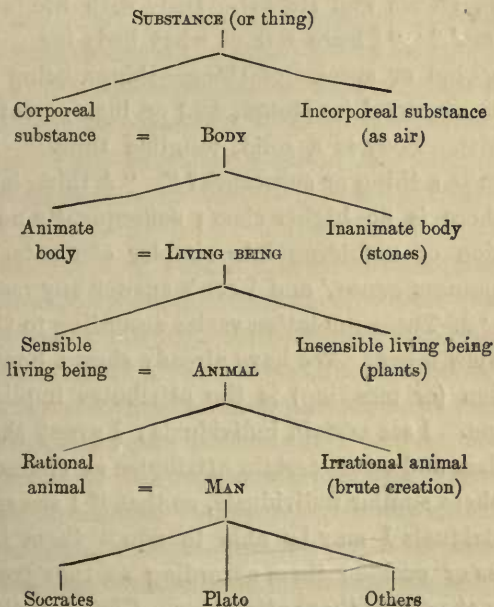 SUBSTANCE (or thing)
Corporeal Incorporeal substance
substance = BODY (as air)
Animate Inanimate body
body = LIVING BEING (stones)
Sensible Insensible living being
living being = ANIMAL (plants)
Rational Irrational animal
animal = MAN (brute creation)
Socrates Plato Others